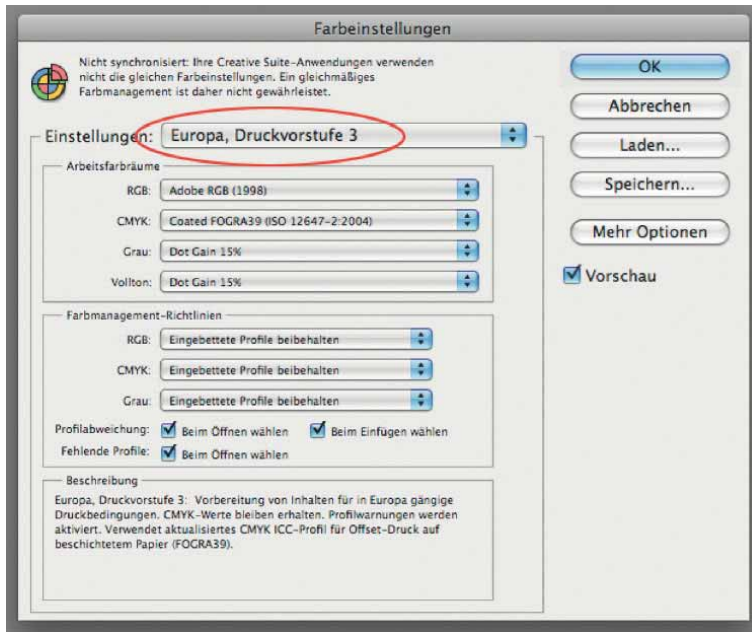 Farbeinstellungen
Nicht synchronisiert: Ihre Creative Suite-Anwendungen verwenden
nicht die gleichen Farbeinstellungen. Ein gleichmäßiges
Farbmanagement ist daher nicht gewährleistet.
Einstellungen: Europa, Druckvorstufe 3
Arbeitsfarbräume
RGB: Adobe RGB (1998)
CMYK: Coated FOGRA39 (ISO 12647-2:2004)
Grau: Dot Gain 15%
Vollton: Dot Gain 15%
Farbmanagement-Richtlinien
RGB: Eingebettete Profile beibehalten
CMYK: Eingebettete Profile beibehalten
Grau: Eingebettete Profile beibehalten
Profilabweichung: Beim Öffnen wählen Beim Einfügen wählen
Fehlende Profile: Beim Öffnen wählen
Beschreibung
Europa, Druckvorstufe 3: Vorbereitung von Inhalten für in Europa gängige
Druckbedingungen. CMYK-Werte bleiben erhalten. Profilwarnungen werden
aktiviert. Verwendet aktualisiertes CMYK ICC-Profil für Offset-Druck auf
beschichtetem Papier (FOGRA39).
OK
Abbrechen
Laden...
Speichern...
Mehr Optionen
Vorschau